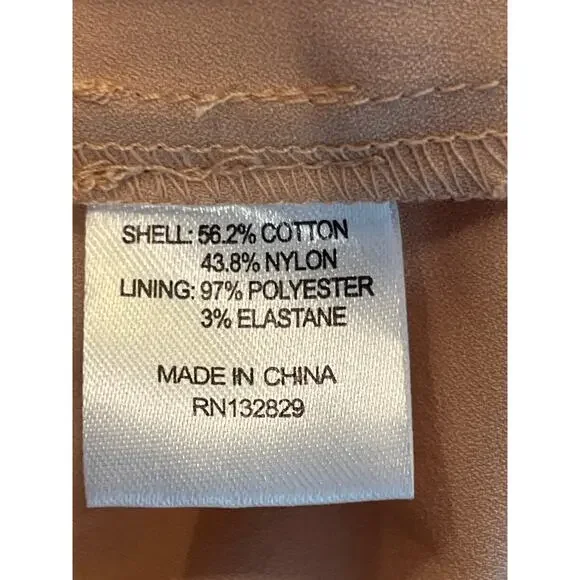 SHELL: 56.2% COTTON
43.8% NYLON
LINING: 97% POLYESTER
3% ELASTANE
MADE IN CHINA
RN132829